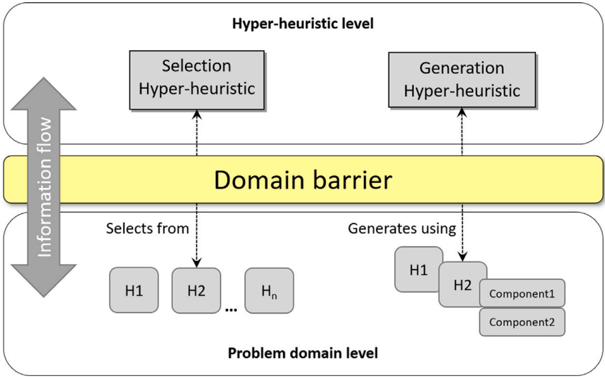 Hyper-heuristic level
Selection
Hyper-heuristic
Generation
Hyper-heuristic
Information flow
Domain barrier
Selects from
Generates using
H1
H2
...
Hn
H1
H2
Component1
Component2
Problem domain level